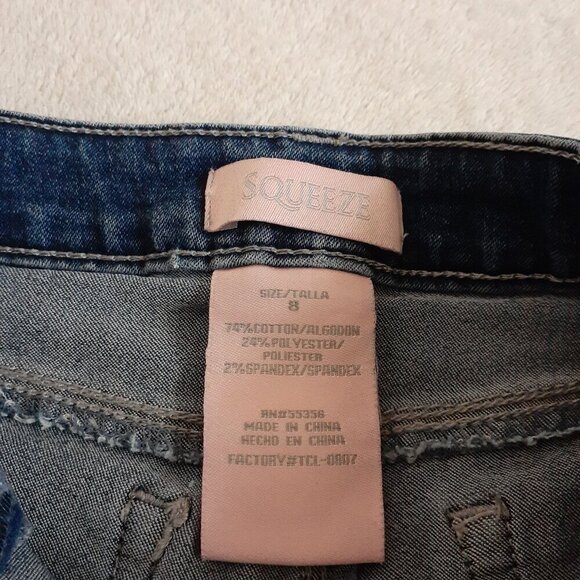 SQUEEZE
SIZE/TALLA
8
74%COTTON/ALGODON
24%POLYESTER/
POLIESTER
2%SPANDEX/SPANDEX
RN#55356
MADE IN CHINA
HECHO EN CHINA
FACTORY#TCL-0807